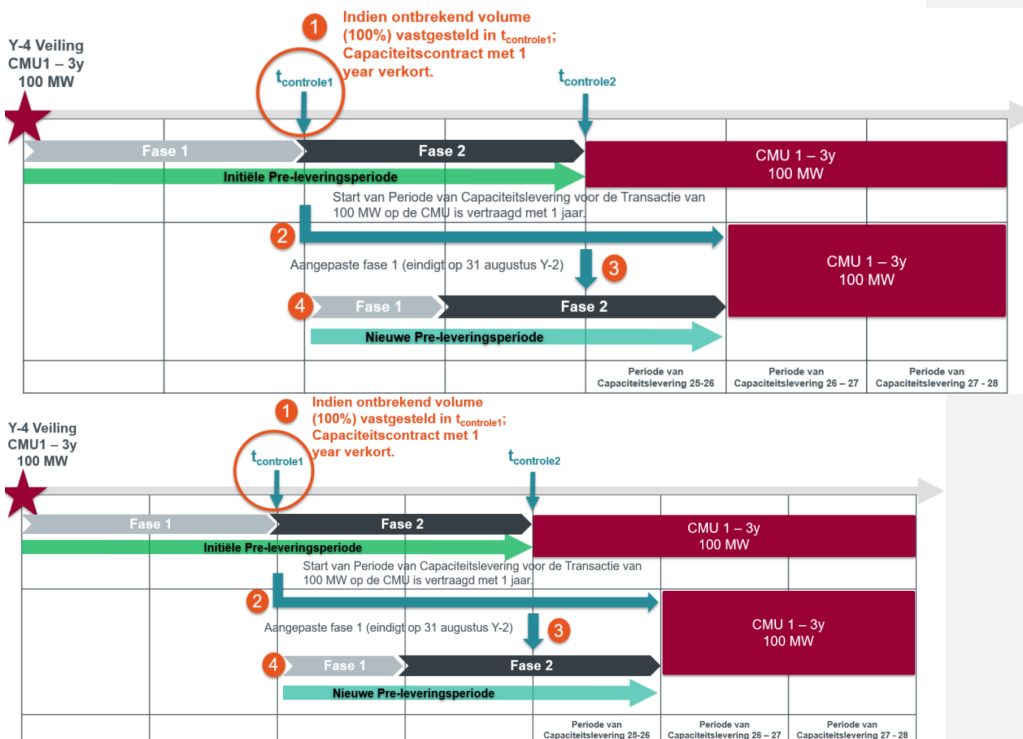 1
Indien ontbrekend volume
(100%) vastgesteld in tcontrole1;
Capaciteitscontract met 1
year verkort.
Y-4 Veiling
CMU1 – 3y
100 MW
tcontrole1
tcontrole2
Fase 1
Fase 2
CMU 1 – 3y
100 MW
Initiële Pre-leveringsperiode
Start van Periode van Capaciteitslevering voor de Transactie van
100 MW op de CMU is vertraagd met 1 jaar.
2
CMU 1 – 3y
100 MW
Aangepaste fase 1 (eindigt op 31 augustus Y-2)
3
4
Fase 1
Fase 2
Nieuwe Pre-leveringsperiode
Periode van
Capaciteitslevering 25-26
Periode van
Capaciteitslevering 26 – 27
Periode van
Capaciteitslevering 27 - 28
1
Indien ontbrekend volume
(100%) vastgesteld in tcontrole1;
Capaciteitscontract met 1
year verkort.
Y-4 Veiling
CMU1 – 3y
100 MW
tcontrole1
tcontrole2
Fase 1
Fase 2
CMU 1 – 3y
100 MW
Initiële Pre-leveringsperiode
Start van Periode van Capaciteitslevering voor de Transactie van
100 MW op de CMU is vertraagd met 1 jaar.
2
CMU 1 – 3y
100 MW
Aangepaste fase 1 (eindigt op 31 augustus Y-2)
3
4
Fase 1
Fase 2
Nieuwe Pre-leveringsperiode
Periode van
Capaciteitslevering 25-26
Periode van
Capaciteitslevering 26 – 27
Periode van
Capaciteitslevering 27 - 28